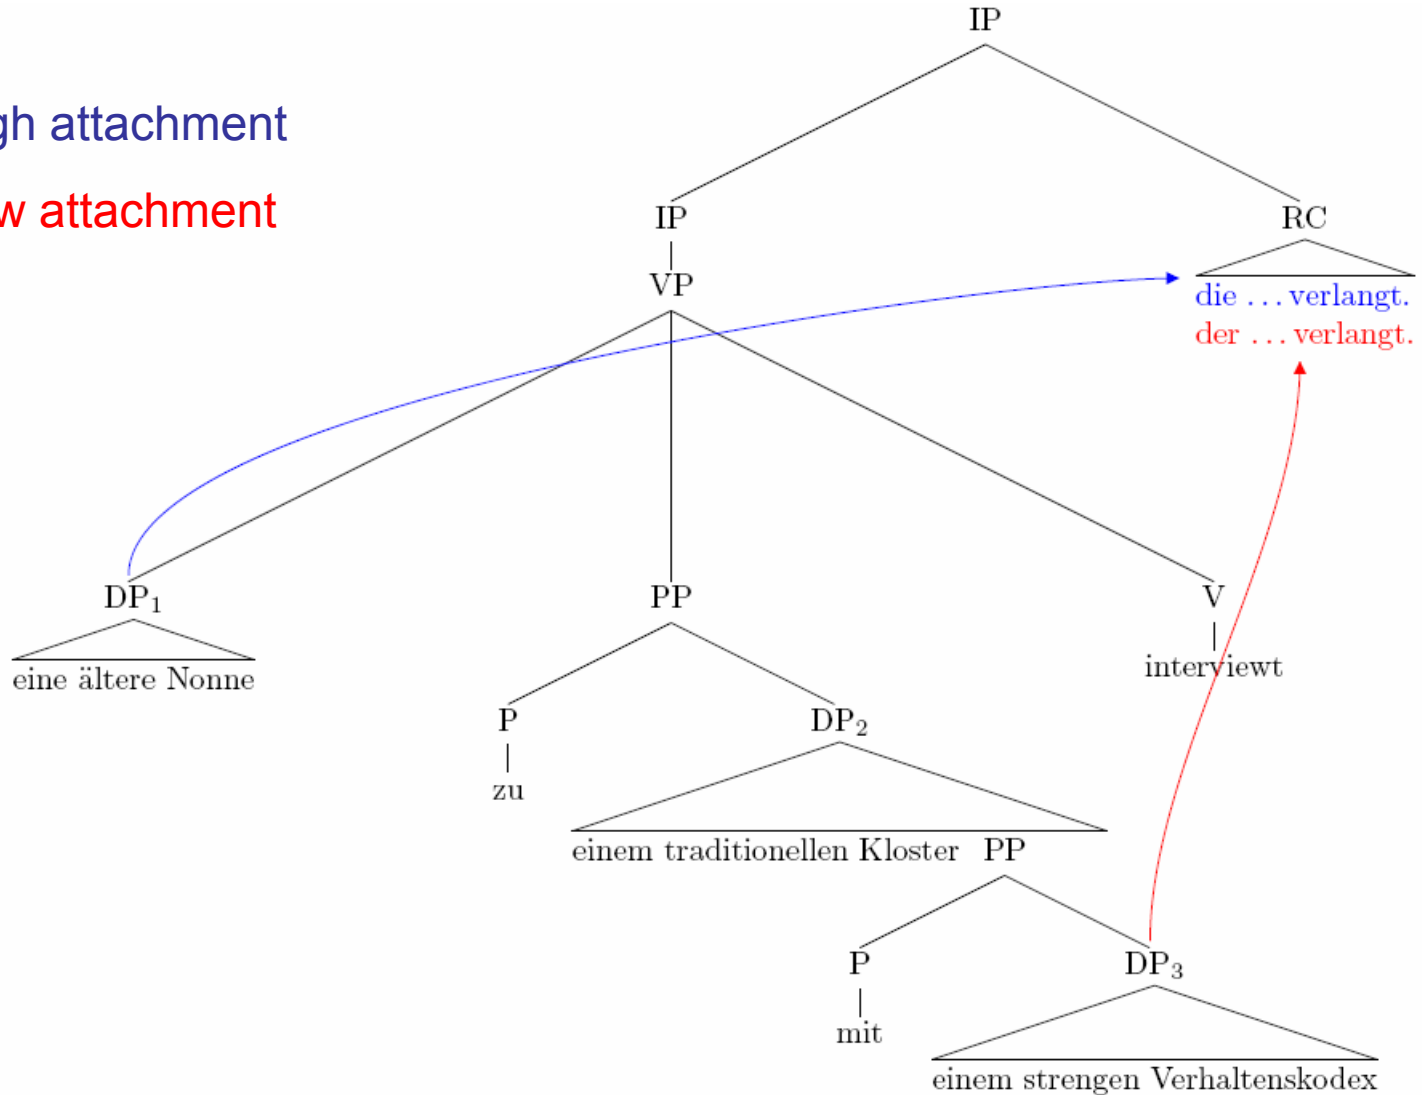 IP
gh attachment
w attachment
IP RC
VP
die ... verlangt.
der ... verlangt.
DP₁ PP V
interviewt
eine ältere Nonne
P DP₂
zu
einem traditionellen Kloster PP
P DP₃
mit
einem strengen Verhaltenskodex